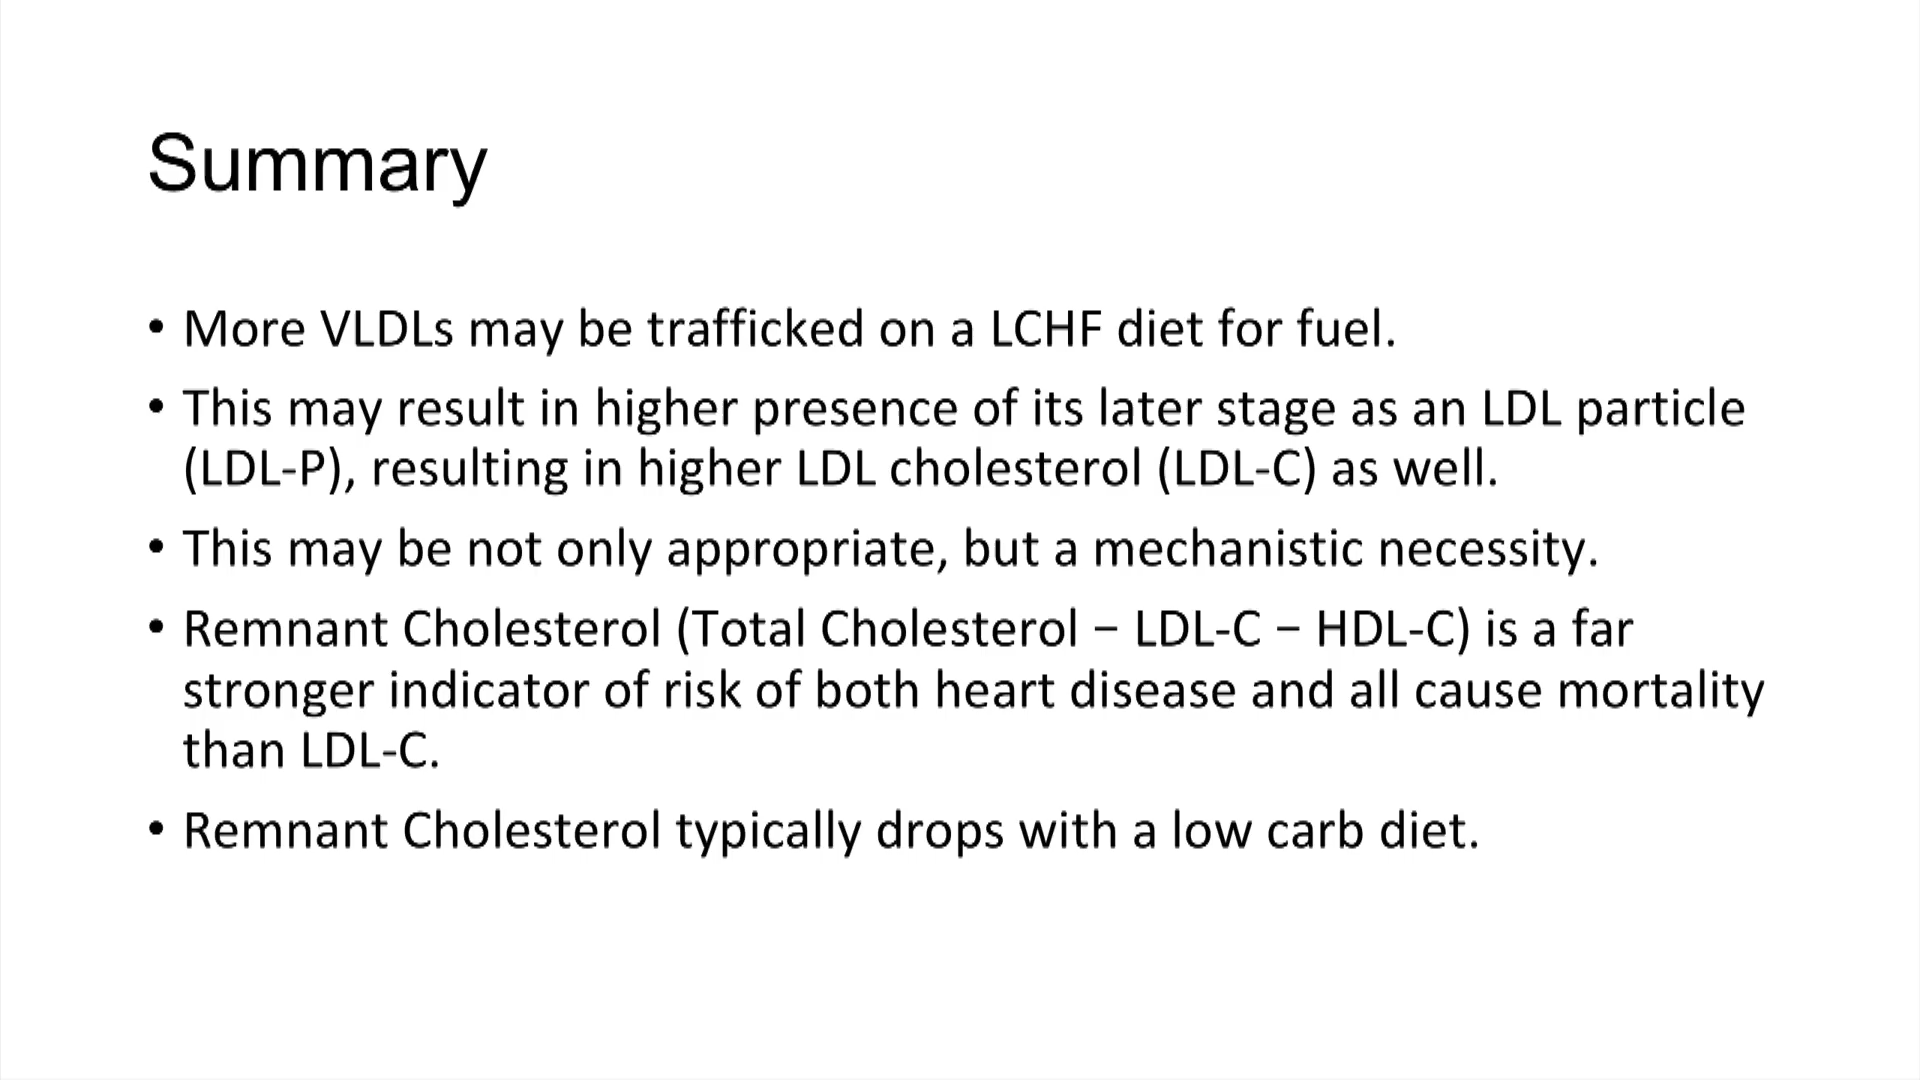 Summary
• More VLDLs may be trafficked on a LCHF diet for fuel.
• This may result in higher presence of its later stage as an LDL particle
(LDL-P), resulting in higher LDL cholesterol (LDL-C) as well.
• This may be not only appropriate, but a mechanistic necessity.
• Remnant Cholesterol (Total Cholesterol – LDL-C – HDL-C) is a far
stronger indicator of risk of both heart disease and all cause mortality
than LDL-C.
• Remnant Cholesterol typically drops with a low carb diet.